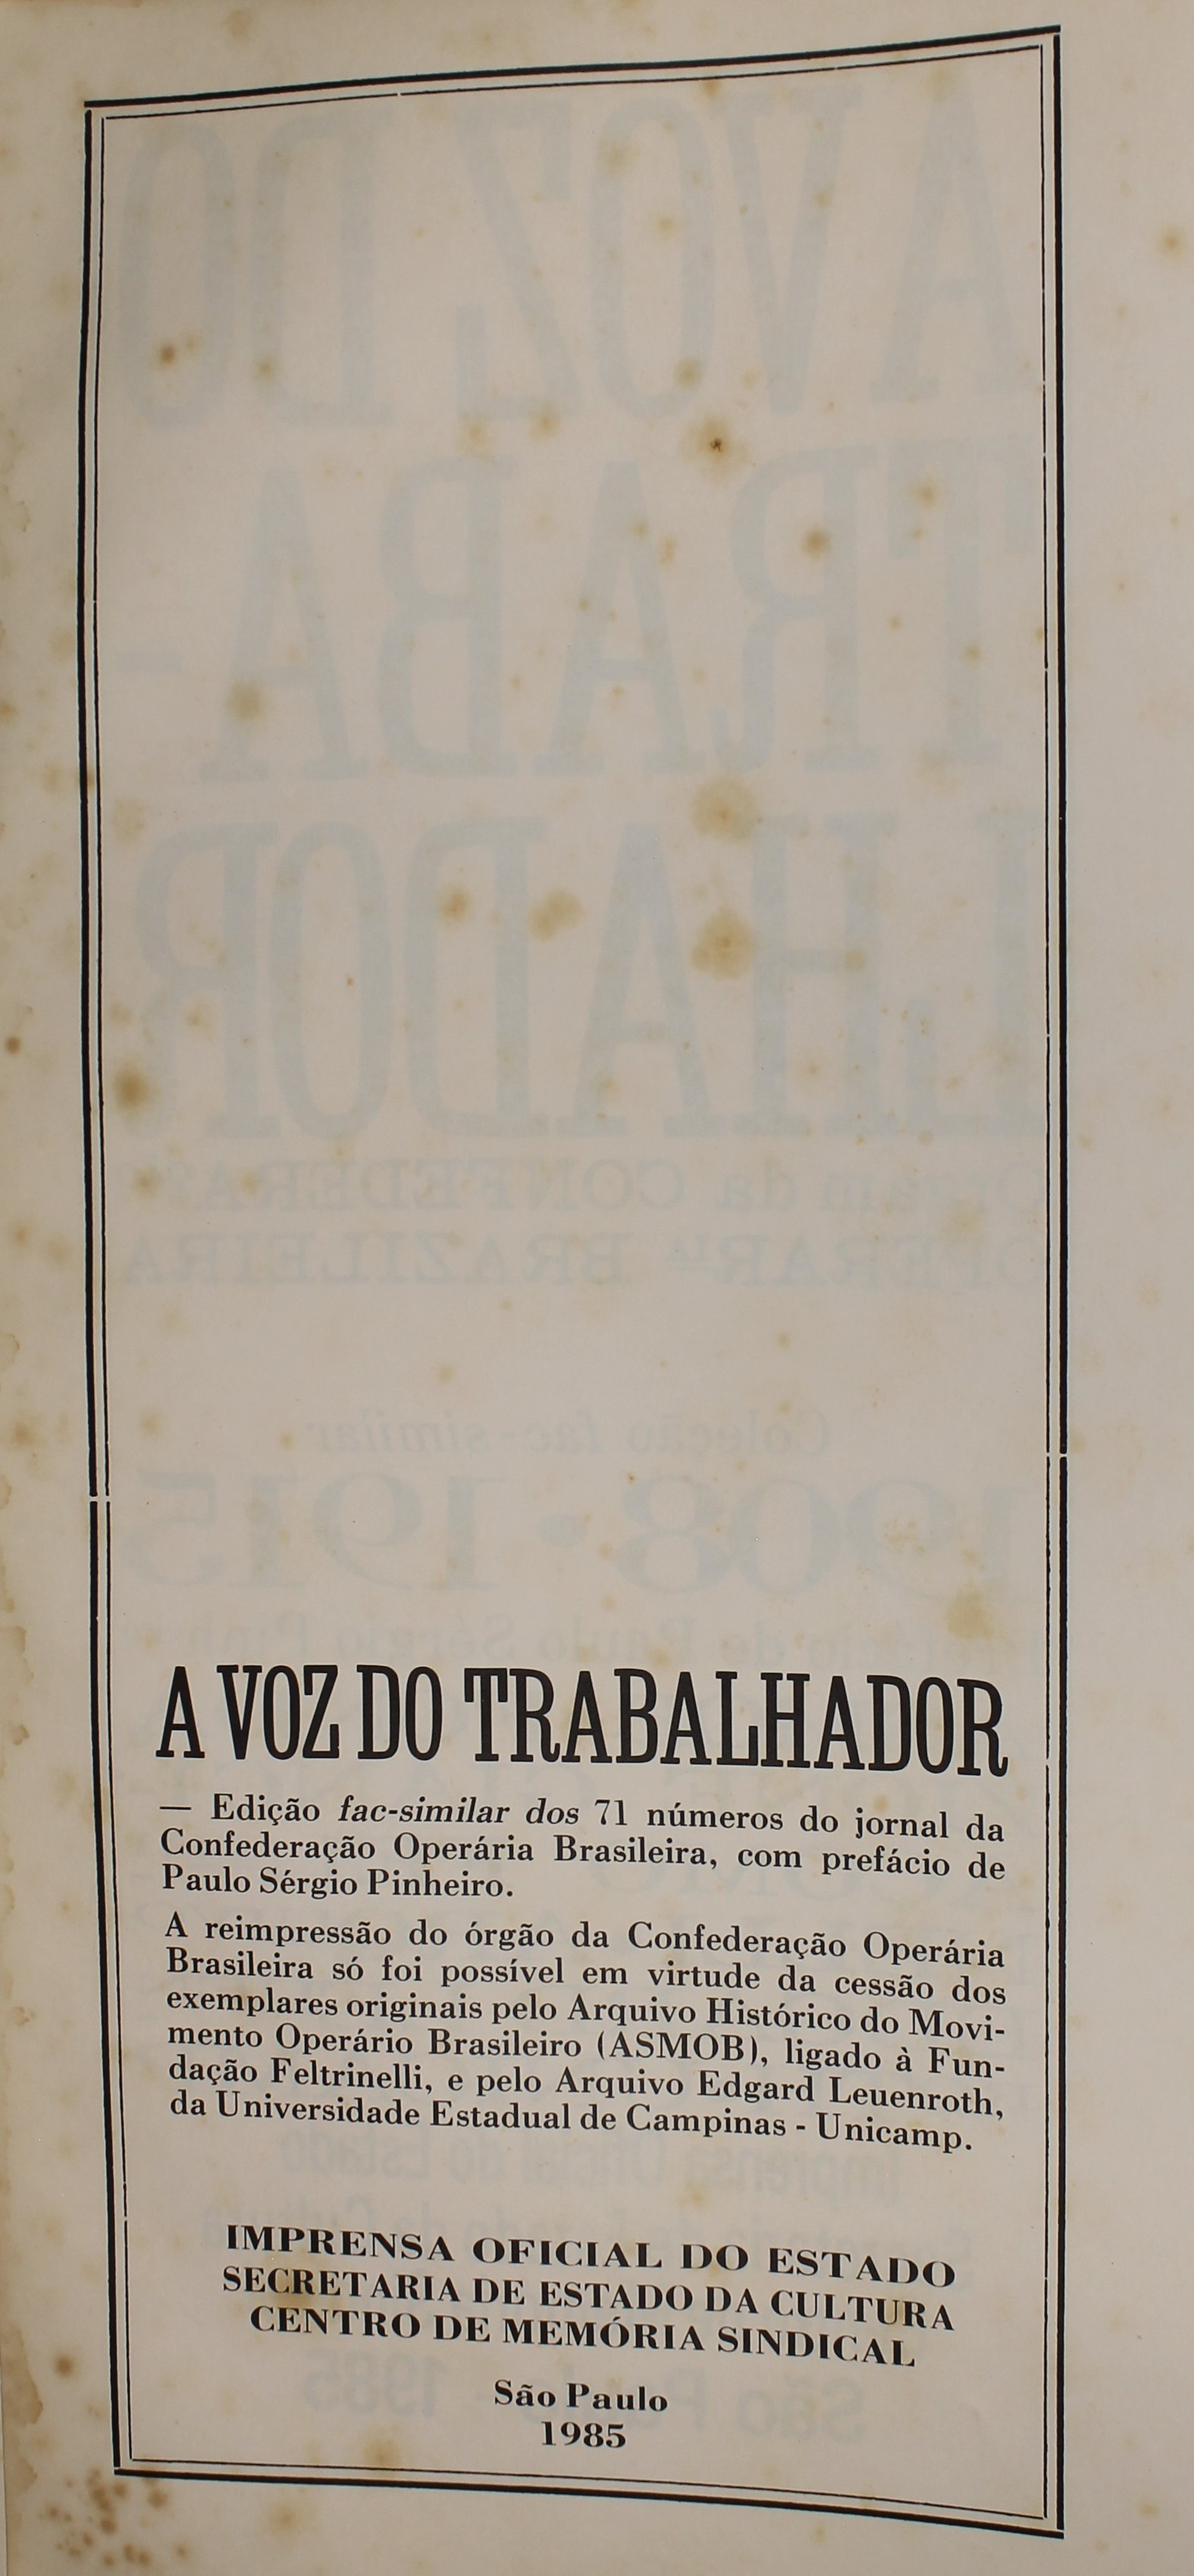 A VOZ DO TRABALHADOR
— Edição fac-similar dos 71 números do jornal da
Confederação Operária Brasileira, com prefácio de
Paulo Sérgio Pinheiro.
A reimpressão do órgão da Confederação Operária
Brasileira só foi possível em virtude da cessão dos
exemplares originais pelo Arquivo Histórico do Movi-
mento Operário Brasileiro (ASMOB), ligado à Fun-
dação Feltrinelli, e pelo Arquivo Edgard Leuenroth,
da Universidade Estadual de Campinas - Unicamp.
IMPRENSA OFICIAL DO ESTADO
SECRETARIA DE ESTADO DA CULTURA
CENTRO DE MEMÓRIA SINDICAL
São Paulo
1985